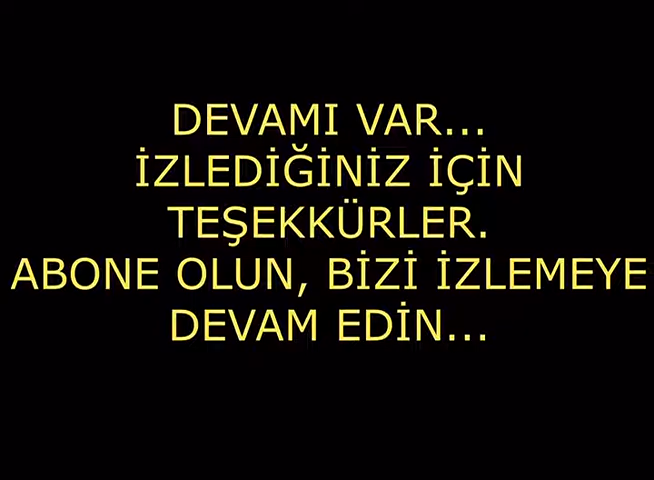 DEVAMI VAR...
İZLEDİĞİNİZ İÇİN
TEŞEKKÜRLER.
ABONE OLUN, BİZİ İZLEMEYE
DEVAM EDİN...